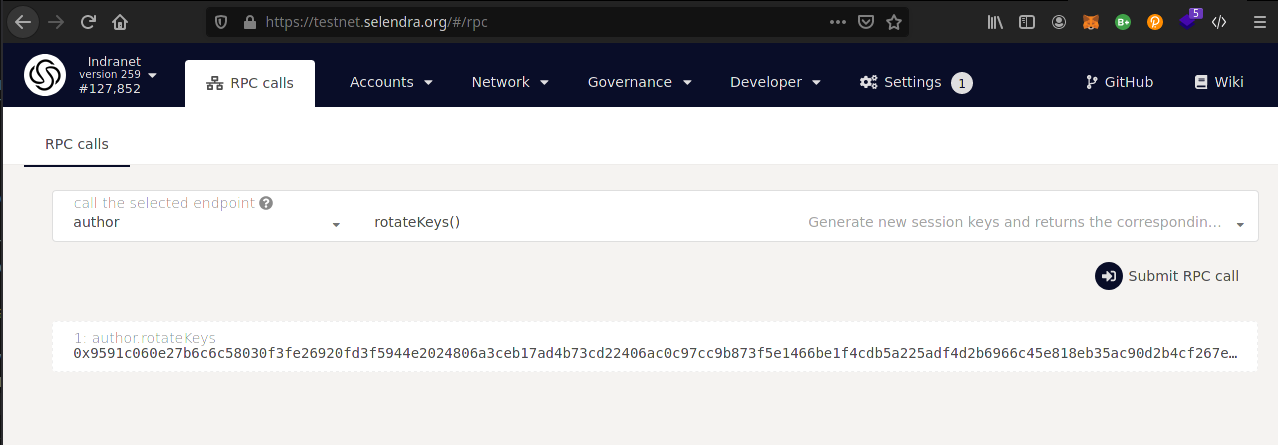 https://testnet.selendra.org/#/rpc
5
Indranet
version 259
#127,852
RPC calls
Accounts
Network
Governance
Developer
Settings
1
GitHub
Wiki
RPC calls
call the selected endpoint
author
rotateKeys()
Generate new session keys and returns the correspondin...
Submit RPC call
1: author.rotateKeys
0x9591c060e27b6c6c58030f3fe26920fd3f5944e2024806a3ceb17ad4b73cd22406ac0c97cc9b873f5e1466be1f4cdb5a225adf4d2b6966c45e818eb35ac90d2b4cf267e…